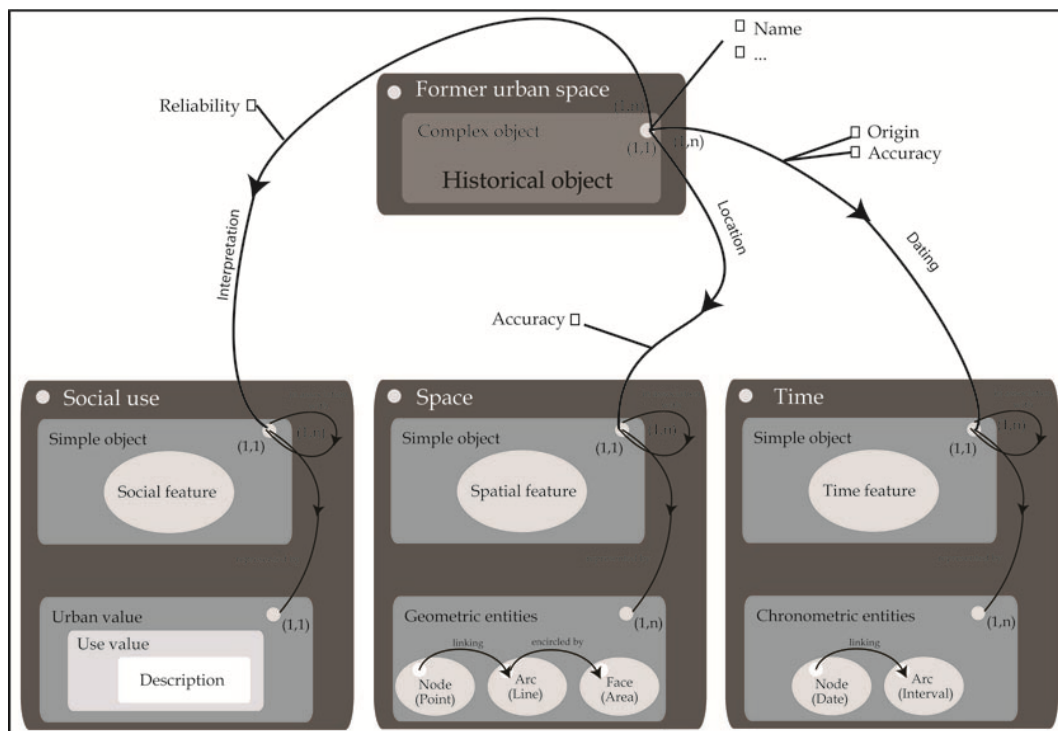 Name
...
Former urban space
Reliability
Complex object
(1,n)
(1,1)
(1,n)
Origin
Accuracy
Historical object
Interpretation
Location
Dating
Accuracy
Social use
Simple object
(1,1)
Social feature
Urban value
(1,1)
Use value
Description
Space
Simple object
(1,n)
(1,1)
Spatial feature
Geometric entities
(1,n)
linking
encircled by
Node
(Point)
Arc
(Line)
Face
(Area)
Time
Simple object
(1,n)
(1,1)
Time feature
Chronometric entities
(1,n)
linking
Node
(Date)
Arc
(Interval)